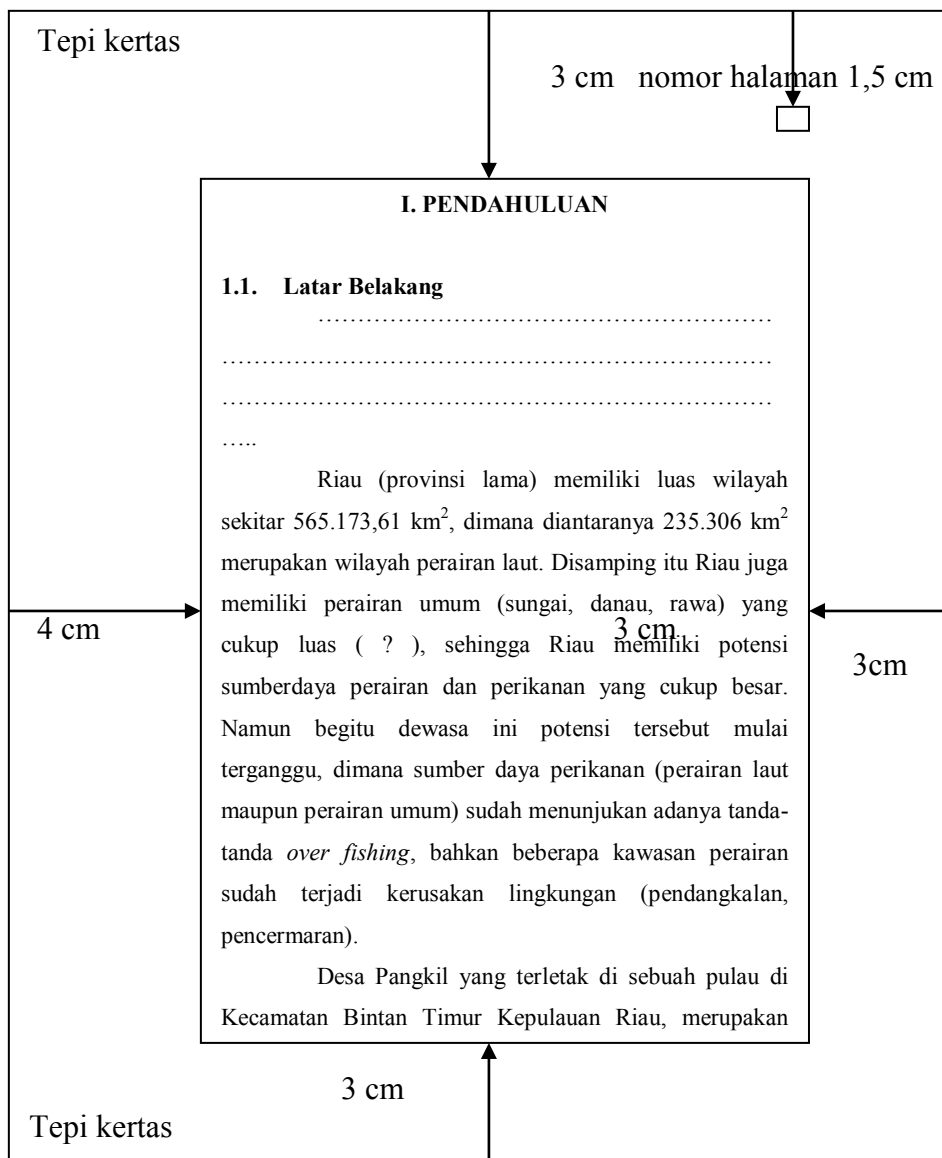 Tepi kertas
3 cm nomor halaman 1,5 cm
I. PENDAHULUAN
1.1. Latar Belakang
…………………………………………………
……………………………………………………………
……………………………………………………………
…..
Riau (provinsi lama) memiliki luas wilayah
sekitar 565.173,61 km², dimana diantaranya 235.306 km²
merupakan wilayah perairan laut. Disamping itu Riau juga
memiliki perairan umum (sungai, danau, rawa) yang
4 cm
3 cm
cukup luas ( ? ), sehingga Riau memiliki potensi
3cm
sumberdaya perairan dan perikanan yang cukup besar.
Namun begitu dewasa ini potensi tersebut mulai
terganggu, dimana sumber daya perikanan (perairan laut
maupun perairan umum) sudah menunjukan adanya tanda-
tanda over fishing, bahkan beberapa kawasan perairan
sudah terjadi kerusakan lingkungan (pendangkalan,
pencermaran).
Desa Pangkil yang terletak di sebuah pulau di
Kecamatan Bintan Timur Kepulauan Riau, merupakan
3 cm
Tepi kertas